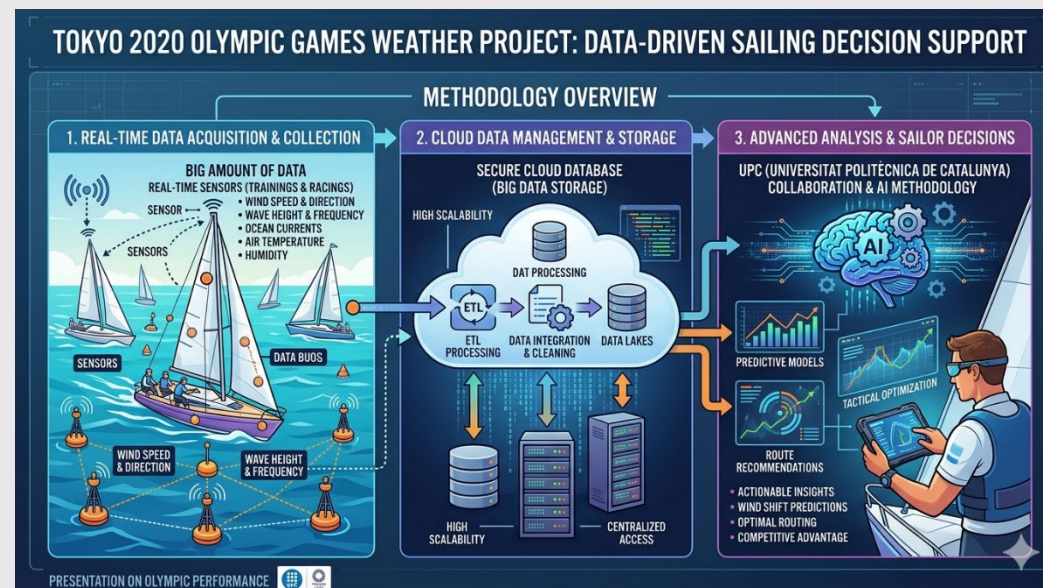 TOKYO 2020 OLYMPIC GAMES WEATHER PROJECT: DATA-DRIVEN SAILING DECISION SUPPORT
METHODOLOGY OVERVIEW
1. REAL-TIME DATA ACQUISITION & COLLECTION
BIG AMOUNT OF DATA
REAL-TIME SENSORS (TRAININGS & RACINGS)
• WIND SPEED & DIRECTION
• WAVE HEIGHT & FREQUENCY
• OCEAN CURRENTS
• AIR TEMPERATURE
• HUMIDITY
SENSOR
SENSORS
SENSORS
DATA BUOS
WIND SPEED
& DIRECTION
WAVE HEIGHT
& FREQUENCY
2. CLOUD DATA MANAGEMENT & STORAGE
SECURE CLOUD DATABASE
(BIG DATA STORAGE)
HIGH SCALABILITY
DAT PROCESSING
ETL
ETL
PROCESSING
DATA INTEGRATION
& CLEANING
DATA LAKES
HIGH
SCALABILITY
CENTRALIZED
ACCESS
3. ADVANCED ANALYSIS & SAILOR DECISIONS
UPC (UNIVERSITAT POLITÈCNICA DE CATALUNYA)
COLLABORATION & AI METHODOLOGY
AI
PREDICTIVE MODELS
TACTICAL OPTIMIZATION
ROUTE
RECOMMENDATIONS
• ACTIONABLE INSIGHTS
• WIND SHIFT PREDICTIONS
• OPTIMAL ROUTING
• COMPETITIVE ADVANTAGE
PRESENTATION ON OLYMPIC PERFORMANCE